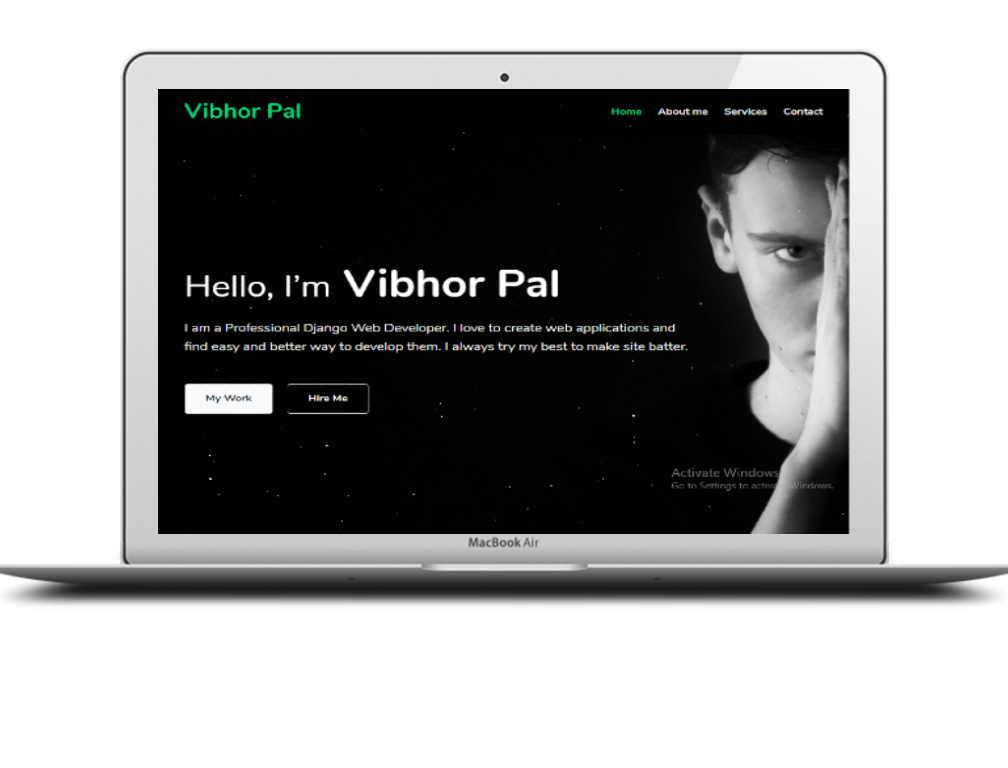 Vibhor Pal
Home About me Services Contact
Hello, I'm Vibhor Pal
I am a Professional Django Web Developer. I love to create web applications and
find easy and better way to develop them. I always try my best to make site batter.
My Work Hire Me
Activate Windows
Go to Settings to activate Windows.
MacBook Air